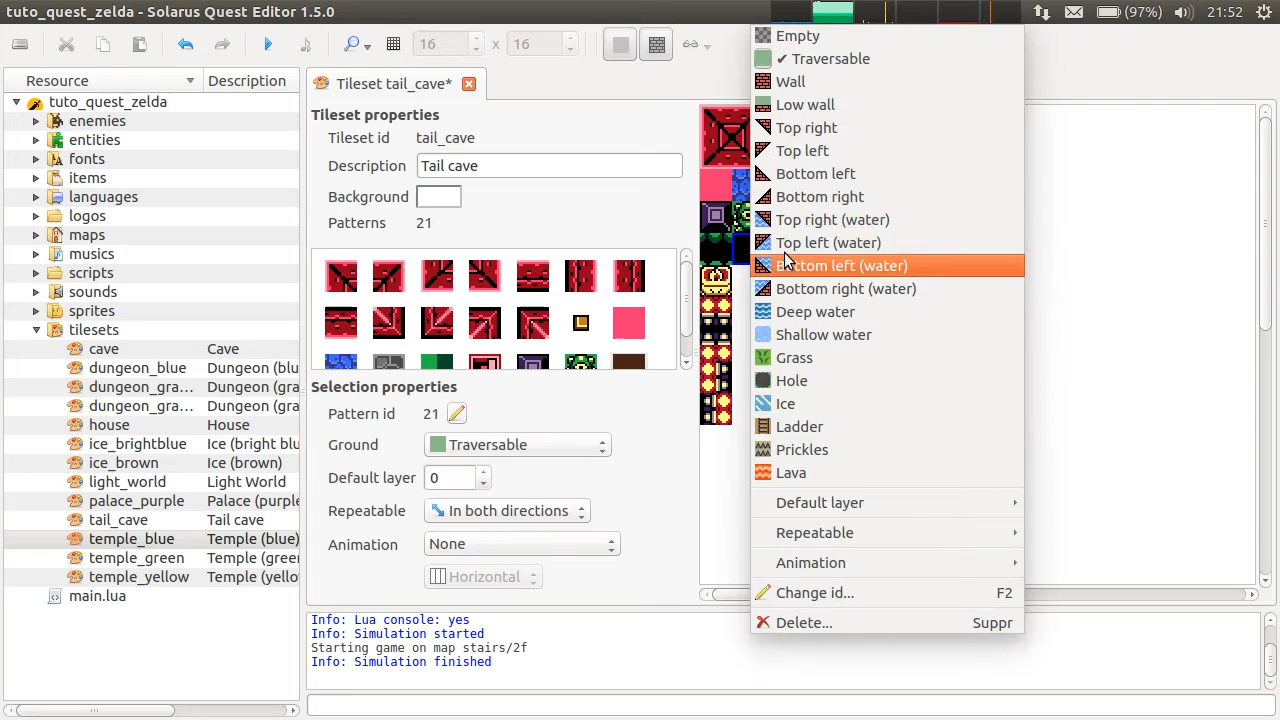 tuto_quest_zelda - Solarus Quest Editor 1.5.0
(97%)
21:52
16 x 16
Resource
Description
tuto_quest_zelda
enemies
entities
fonts
items
languages
logos
maps
musics
scripts
sounds
sprites
tilesets
cave Cave
dungeon_blue Dungeon (blu
dungeon_gra... Dungeon (gra
dungeon_gra... Dungeon (gra
house House
ice_brightblue Ice (bright blu
ice_brown Ice (brown)
light_world Light World
palace_purple Palace (purple
tail_cave Tail cave
temple_blue Temple (blue)
temple_green Temple (green
temple_yellow Temple (yello
main.lua
Tileset tail_cave*
Tileset properties
Tileset id tail_cave
Description Tail cave
Background
Patterns 21
Selection properties
Pattern id 21
Ground Traversable
Default layer 0
Repeatable In both directions
Animation None
Horizontal
Info: Lua console: yes
Info: Simulation started
Starting game on map stairs/2f
Info: Simulation finished
Empty
✔ Traversable
Wall
Low wall
Top right
Top left
Bottom left
Bottom right
Top right (water)
Top left (water)
Bottom left (water)
Bottom right (water)
Deep water
Shallow water
Grass
Hole
Ice
Ladder
Prickles
Lava
Default layer
Repeatable
Animation
Change id... F2
Delete... Suppr